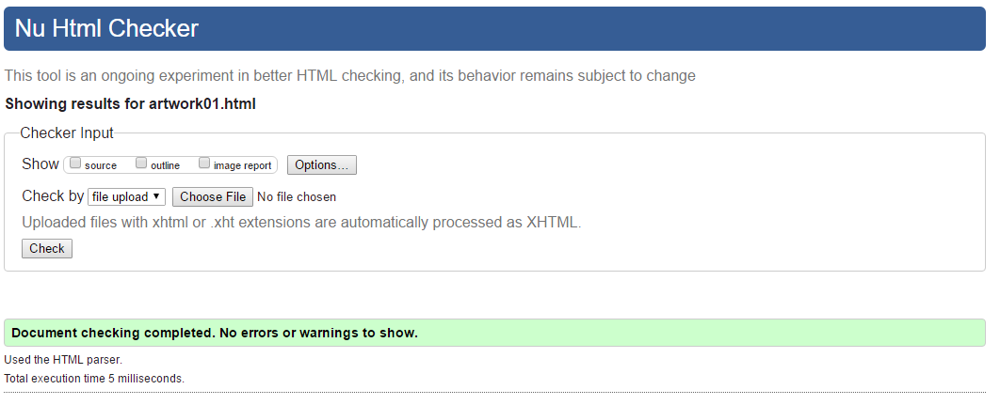 Nu Html Checker
This tool is an ongoing experiment in better HTML checking, and its behavior remains subject to change
Showing results for artwork01.html
Checker Input
Show source outline image report Options...
Check by file upload Choose File No file chosen
Uploaded files with xhtml or .xht extensions are automatically processed as XHTML.
Check
Document checking completed. No errors or warnings to show.
Used the HTML parser.
Total execution time 5 milliseconds.